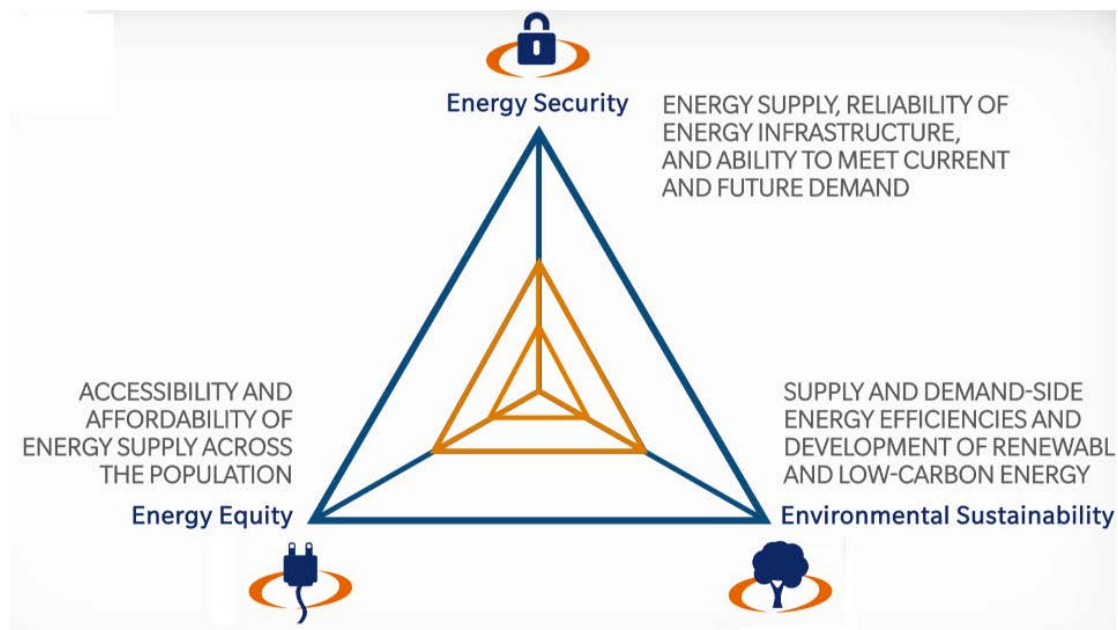 Energy Security
ENERGY SUPPLY, RELIABILITY OF
ENERGY INFRASTRUCTURE,
AND ABILITY TO MEET CURRENT
AND FUTURE DEMAND
ACCESSIBILITY AND
AFFORDABILITY OF
ENERGY SUPPLY ACROSS
THE POPULATION
Energy Equity
SUPPLY AND DEMAND-SIDE
ENERGY EFFICIENCIES AND
DEVELOPMENT OF RENEWABL
AND LOW-CARBON ENERGY
Environmental Sustainability